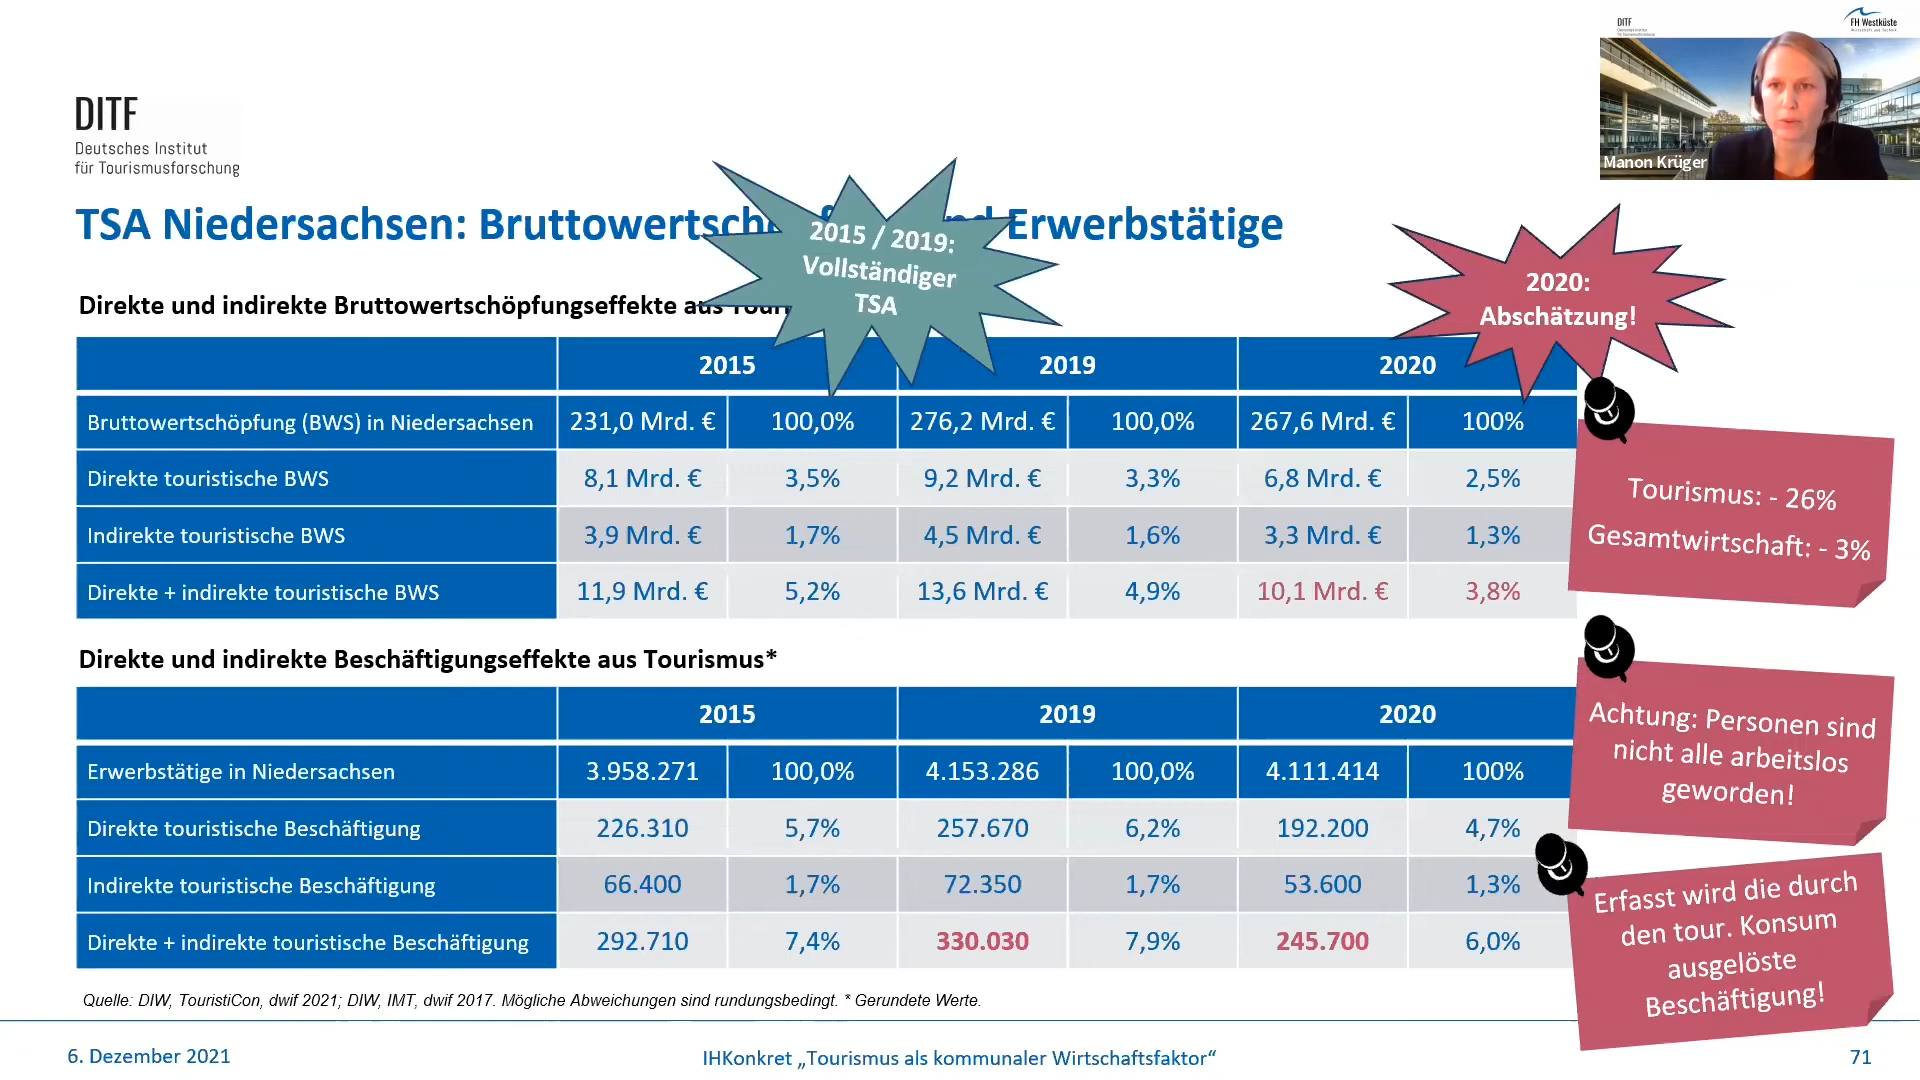 DITF
FH Westküste
Wirtschaft und Technik
Manon Krüger
DITF
Deutsches Institut
für Tourismusforschung
TSA Niedersachsen: Bruttowertsch nd Erwerbstätige
2015 / 2019:
Vollständiger
TSA
2020:
Abschätzung!
Direkte und indirekte Bruttowertschöpfungseffekte aus Touri
2015 2019 2020
Bruttowertschöpfung (BWS) in Niedersachsen 231,0 Mrd. € 100,0% 276,2 Mrd. € 100,0% 267,6 Mrd. € 100%
Direkte touristische BWS 8,1 Mrd. € 3,5% 9,2 Mrd. € 3,3% 6,8 Mrd. € 2,5%
Indirekte touristische BWS 3,9 Mrd. € 1,7% 4,5 Mrd. € 1,6% 3,3 Mrd. € 1,3%
Direkte + indirekte touristische BWS 11,9 Mrd. € 5,2% 13,6 Mrd. € 4,9% 10,1 Mrd. € 3,8%
Tourismus: - 26%
Gesamtwirtschaft: - 3%
Direkte und indirekte Beschäftigungseffekte aus Tourismus*
2015 2019 2020
Erwerbstätige in Niedersachsen 3.958.271 100,0% 4.153.286 100,0% 4.111.414 100%
Direkte touristische Beschäftigung 226.310 5,7% 257.670 6,2% 192.200 4,7%
Indirekte touristische Beschäftigung 66.400 1,7% 72.350 1,7% 53.600 1,3%
Direkte + indirekte touristische Beschäftigung 292.710 7,4% 330.030 7,9% 245.700 6,0%
Achtung: Personen sind
nicht alle arbeitslos
geworden!
Erfasst wird die durch
den tour. Konsum
ausgelöste
Beschäftigung!
Quelle: DIW, TouristiCon, dwif 2021; DIW, IMT, dwif 2017. Mögliche Abweichungen sind rundungsbedingt. * Gerundete Werte.
6. Dezember 2021
IHKonkret „Tourismus als kommunaler Wirtschaftsfaktor“
71